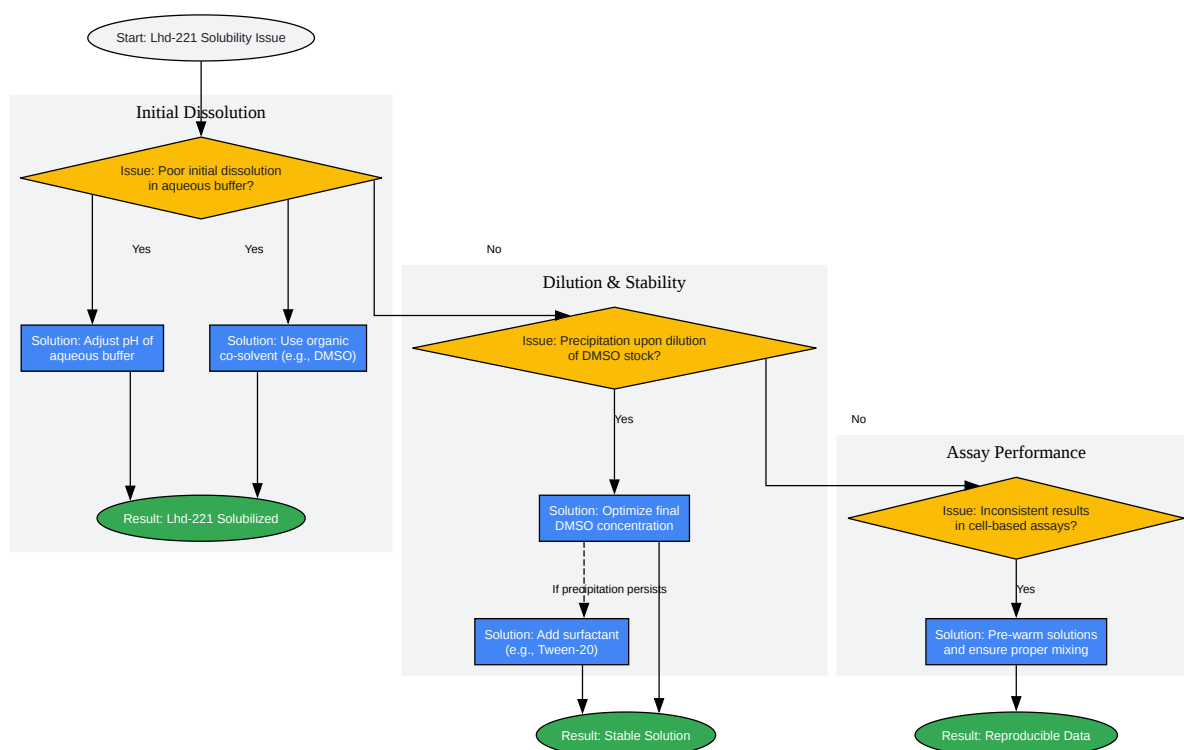 Start: Lhd-221 Solubility Issue
Initial Dissolution
Issue: Poor initial dissolution
in aqueous buffer?
Yes
Yes
No
Solution: Adjust pH of
aqueous buffer
Solution: Use organic
co-solvent (e.g., DMSO)
Result: Lhd-221 Solubilized
Dilution & Stability
Issue: Precipitation upon dilution
of DMSO stock?
Yes
No
Solution: Optimize final
DMSO concentration
If precipitation persists
Solution: Add surfactant
(e.g., Tween-20)
Result: Stable Solution
Assay Performance
Issue: Inconsistent results
in cell-based assays?
Yes
Solution: Pre-warm solutions
and ensure proper mixing
Result: Reproducible Data